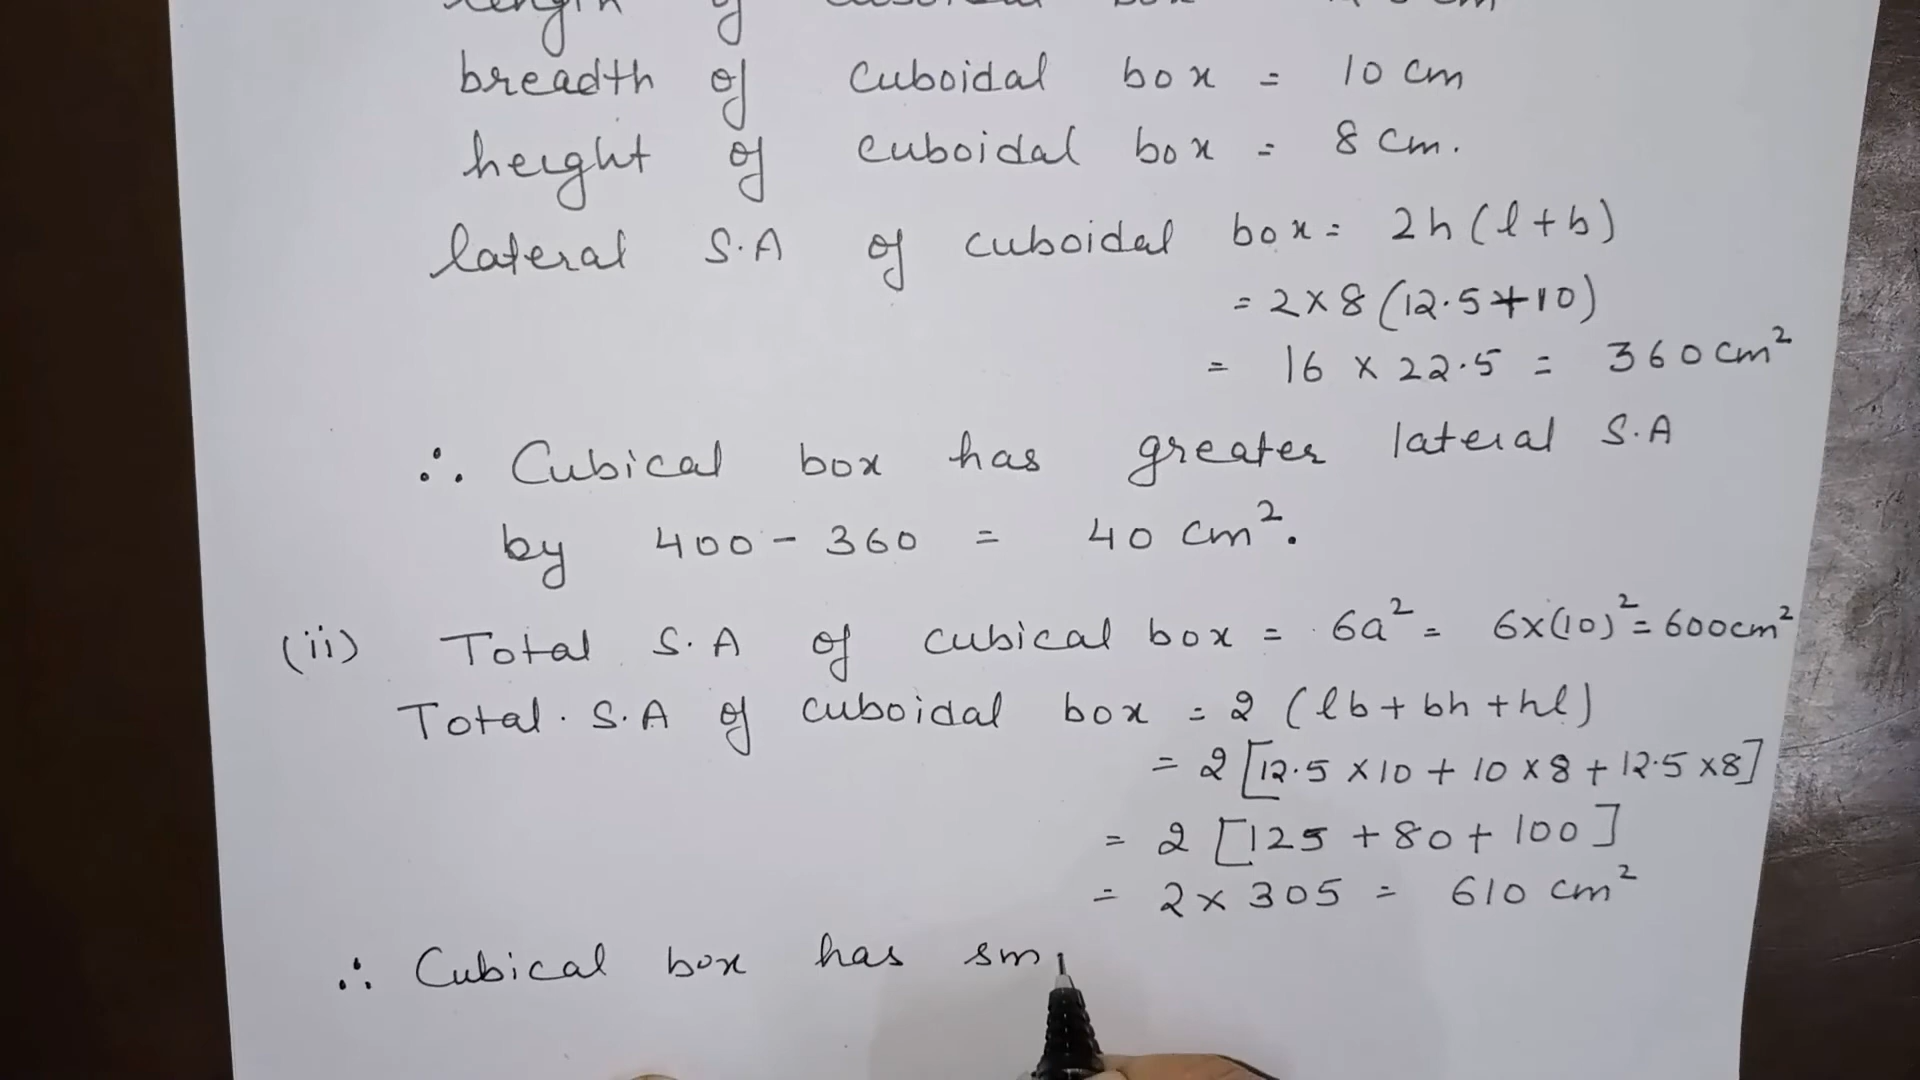 length of cuboidal box
breadth of cuboidal box = 10 cm
height of cuboidal box = 8 cm.
lateral S.A of cuboidal box = 2h (l+b)
= 2×8 (12.5+10)
= 16 × 22.5 = 360 cm²
∴ Cubical box has greater lateral S.A
by 400 - 360 = 40 cm².
(ii) Total S.A of cubical box = 6a² = 6×(10)² = 600cm²
Total S.A of cuboidal box = 2 (lb + bh + hl)
= 2 [12.5 × 10 + 10 × 8 + 12.5 × 8]
= 2 [125 + 80 + 100]
= 2 × 305 = 610 cm²
∴ Cubical box has sm